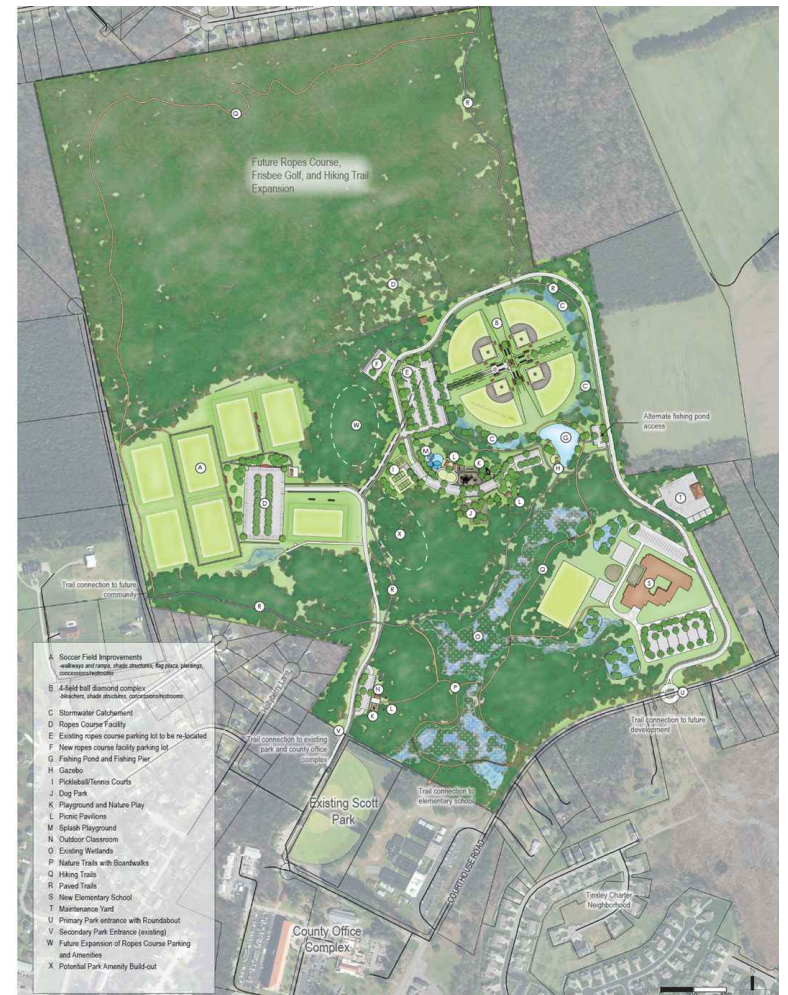 R
Q
Future Ropes Course,
Frisbee Golf, and Hiking Trail
Expansion
D
R
C
B
F
E
C
Alternate fishing pond
access
W
C
G
M
L
K
H
A
I
T
D
L
J
X
Q
S
R
Trail connection to future
community
R
O
P
N
L
K
U
V
A Soccer Field Improvements
-walkways and ramps, shade structures, flag plaza, plantings,
concessions/restrooms
B 4-field ball diamond complex
-bleachers, shade structures, concessions/restrooms
C Stormwater Catchement
D Ropes Course Facility
E Existing ropes course parking lot to be re-located
F New ropes course facility parking lot
G Fishing Pond and Fishing Pier
H Gazebo
I Pickleball/Tennis Courts
J Dog Park
K Playground and Nature Play
L Picnic Pavilions
M Splash Playground
N Outdoor Classroom
O Existing Wetlands
P Nature Trails with Boardwalks
Q Hiking Trails
R Paved Trails
S New Elementary School
T Maintenance Yard
U Primary Park entrance with Roundabout
V Secondary Park Entrance (existing)
W Future Expansion of Ropes Course Parking
and Amenities
X Potential Park Amenity Build-out
Trail connection to existing
park and county office
complex
Trail connection to future
development
Trail connection to
elementary school
Existing Scott
Park
COURTHOUSE ROAD
Tinsley Charter
Neighborhood
County Office
Complex